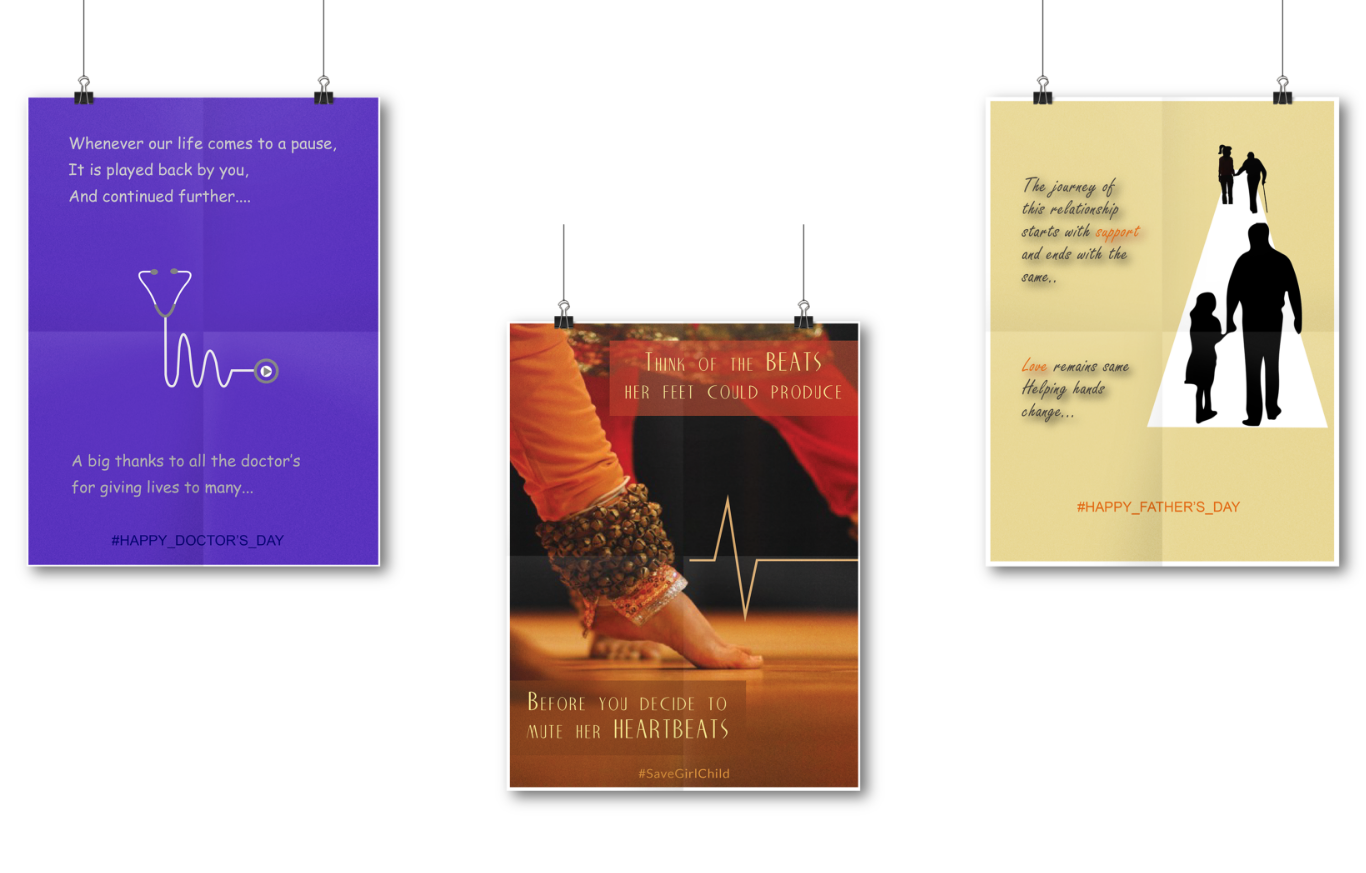 Whenever our life comes to a pause,
It is played back by you,
And continued further....
A big thanks to all the doctor's
for giving lives to many...
#HAPPY_DOCTOR'S_DAY
THINK OF THE BEATS
HER FEET COULD PRODUCE
BEFORE YOU DECIDE TO
MUTE HER HEARTBEATS
#SaveGirlChild
The journey of
this relationship
starts with support
and ends with the
same..
Love remains same
Helping hands
change...
#HAPPY_FATHER'S_DAY